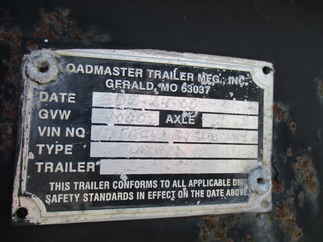 OADMASTER TRAILER MFG., INC.
GERALD, MO 63037
DATE
GVW AXLE
VIN NO
TYPE
TRAILER
THIS TRAILER CONFORMS TO ALL APPLICABLE
SAFETY STANDARDS IN EFFECT ON THE DATE ABOVE